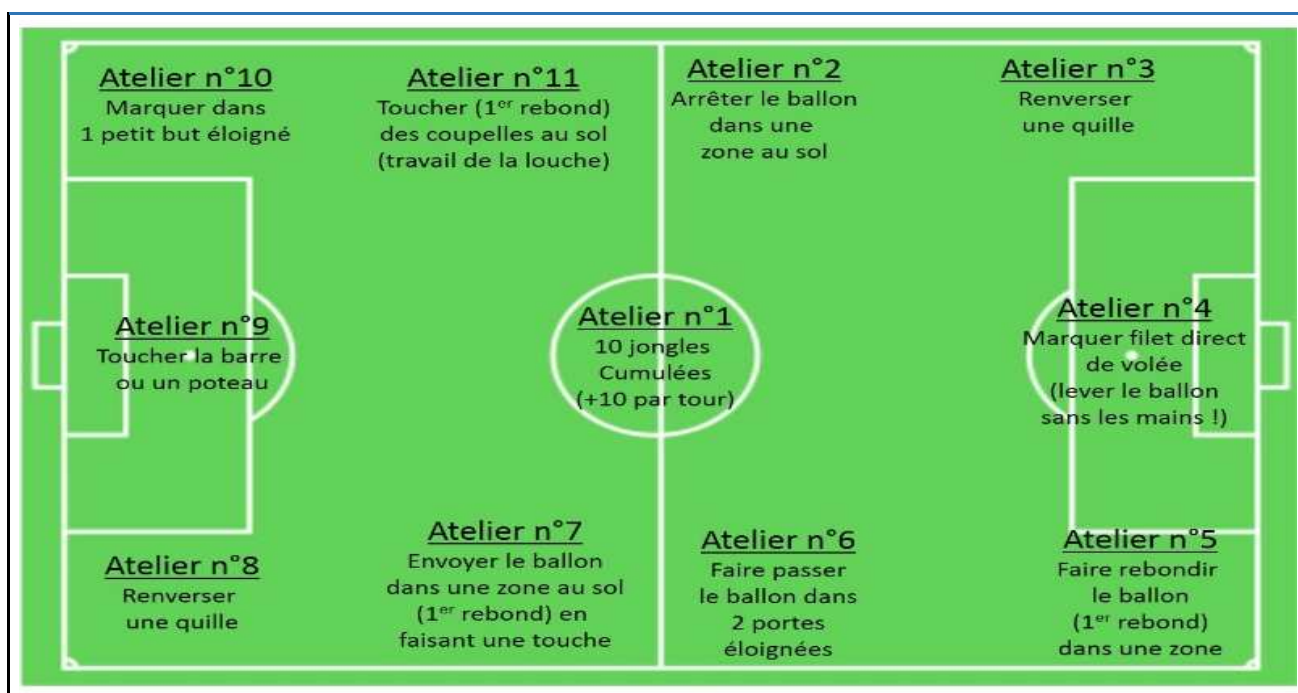 Atelier n°10
Marquer dans
1 petit but éloigné
Atelier n°11
Toucher (1er rebond)
des coupelles au sol
(travail de la louche)
Atelier n°2
Arrêter le ballon
dans une
zone au sol
Atelier n°3
Renverser
une quille
Atelier n°9
Toucher la barre
ou un poteau
Atelier n°1
10 jongles
Cumulées
(+10 par tour)
Atelier n°4
Marquer filet direct
de volée
(lever le ballon
sans les mains !)
Atelier n°8
Renverser
une quille
Atelier n°7
Envoyer le ballon
dans une zone au sol
(1er rebond) en
faisant une touche
Atelier n°6
Faire passer
le ballon dans
2 portes
éloignées
Atelier n°5
Faire rebondir
le ballon
(1er rebond)
dans une zone